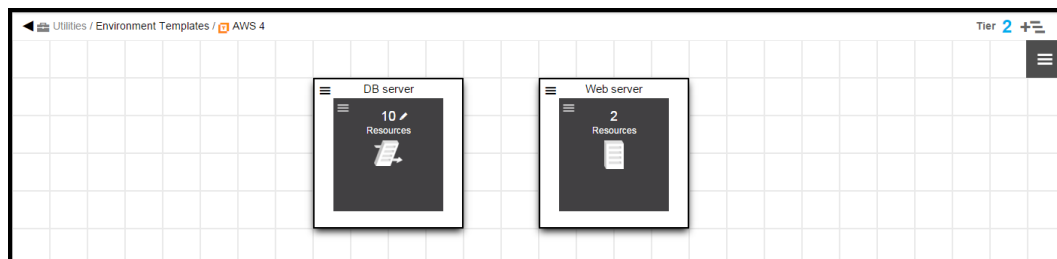 Utilities / Environment Templates / AWS 4
Tier 2
DB server
10
Resources
Web server
2
Resources